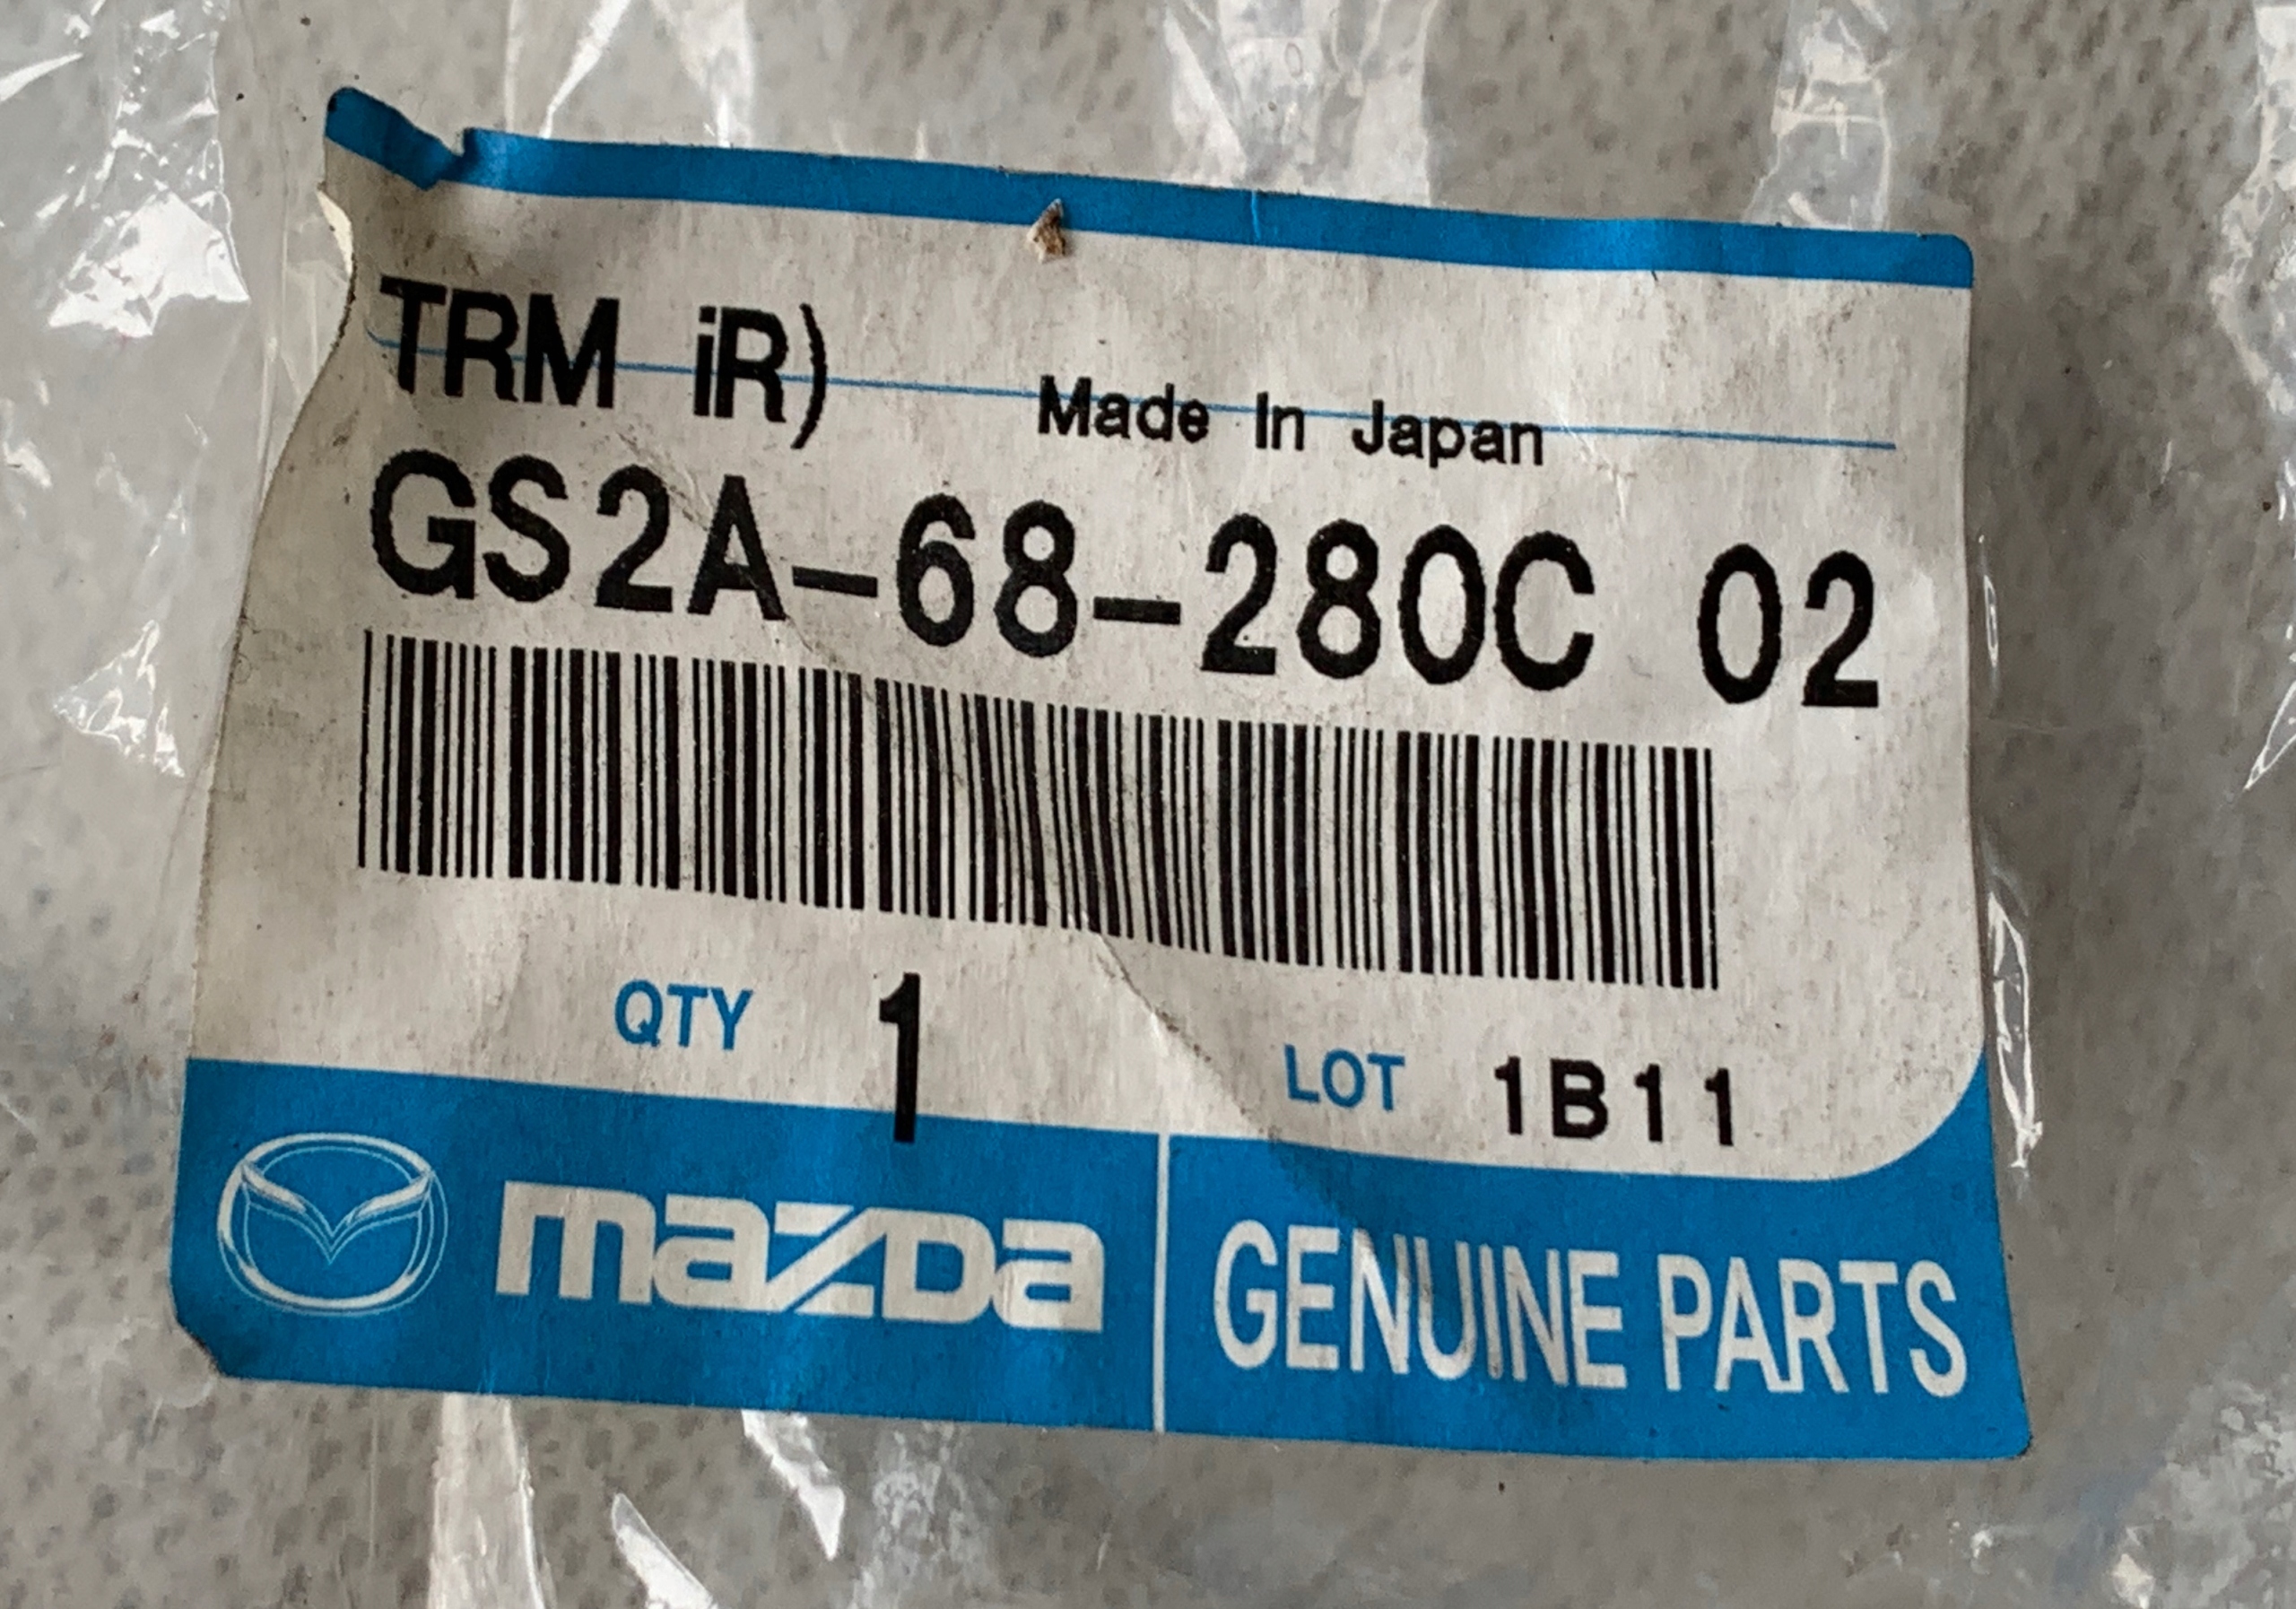 TRM iR)
Made In Japan
GS2A-68-280C 02
QTY 1
LOT 1B11
mazDa
GENUINE PARTS